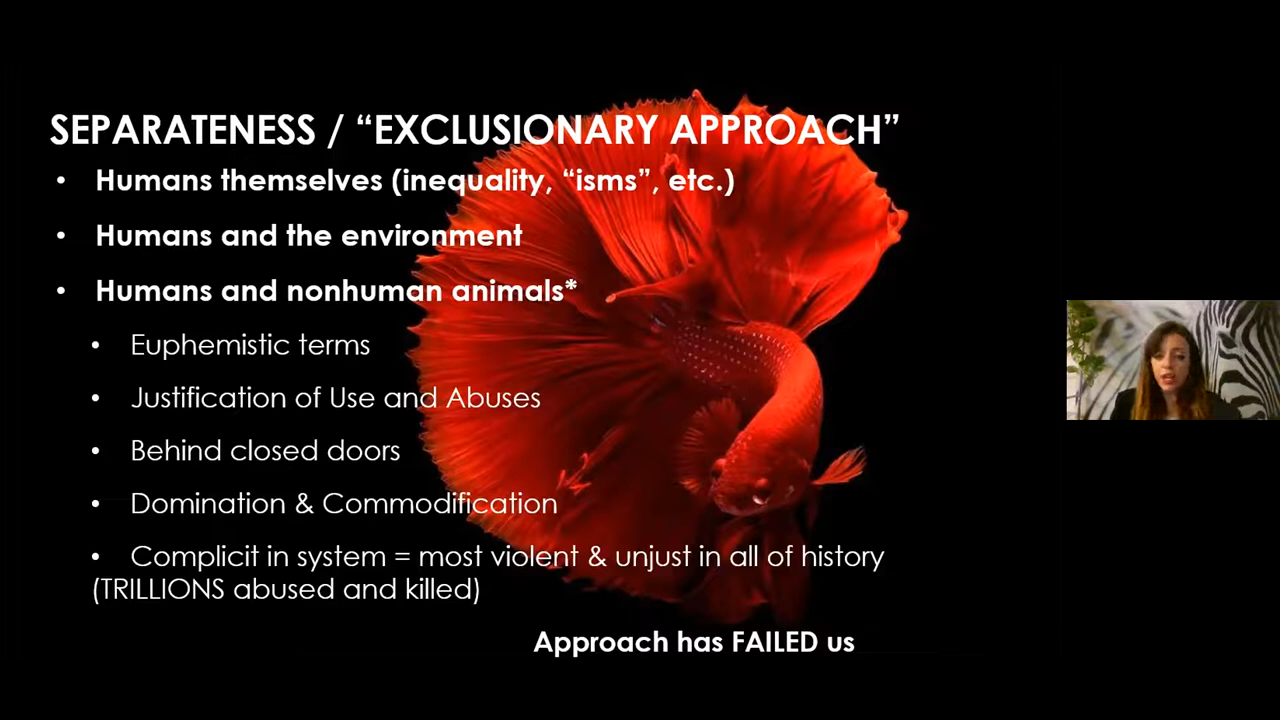 SEPARATENESS / “EXCLUSIONARY APPROACH”
• Humans themselves (inequality, “isms”, etc.)
• Humans and the environment
• Humans and nonhuman animals*
• Euphemistic terms
• Justification of Use and Abuses
• Behind closed doors
• Domination & Commodification
• Complicit in system = most violent & unjust in all of history
(TRILLIONS abused and killed)
Approach has FAILED us